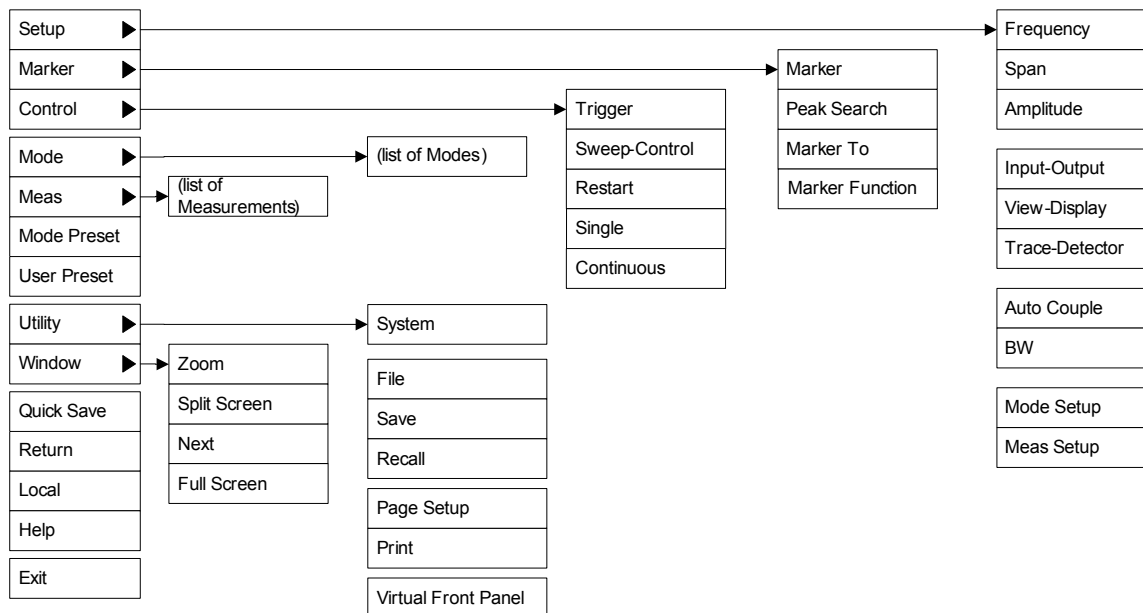 Setup
Marker
Control
Mode
Meas
Mode Preset
User Preset
Utility
Window
Quick Save
Return
Local
Help
Exit
(list of
Measurements)
Zoom
Split Screen
Next
Full Screen
(list of Modes)
System
File
Save
Recall
Page Setup
Print
Virtual Front Panel
Trigger
Sweep-Control
Restart
Single
Continuous
Marker
Peak Search
Marker To
Marker Function
Frequency
Span
Amplitude
Input-Output
View-Display
Trace-Detector
Auto Couple
BW
Mode Setup
Meas Setup